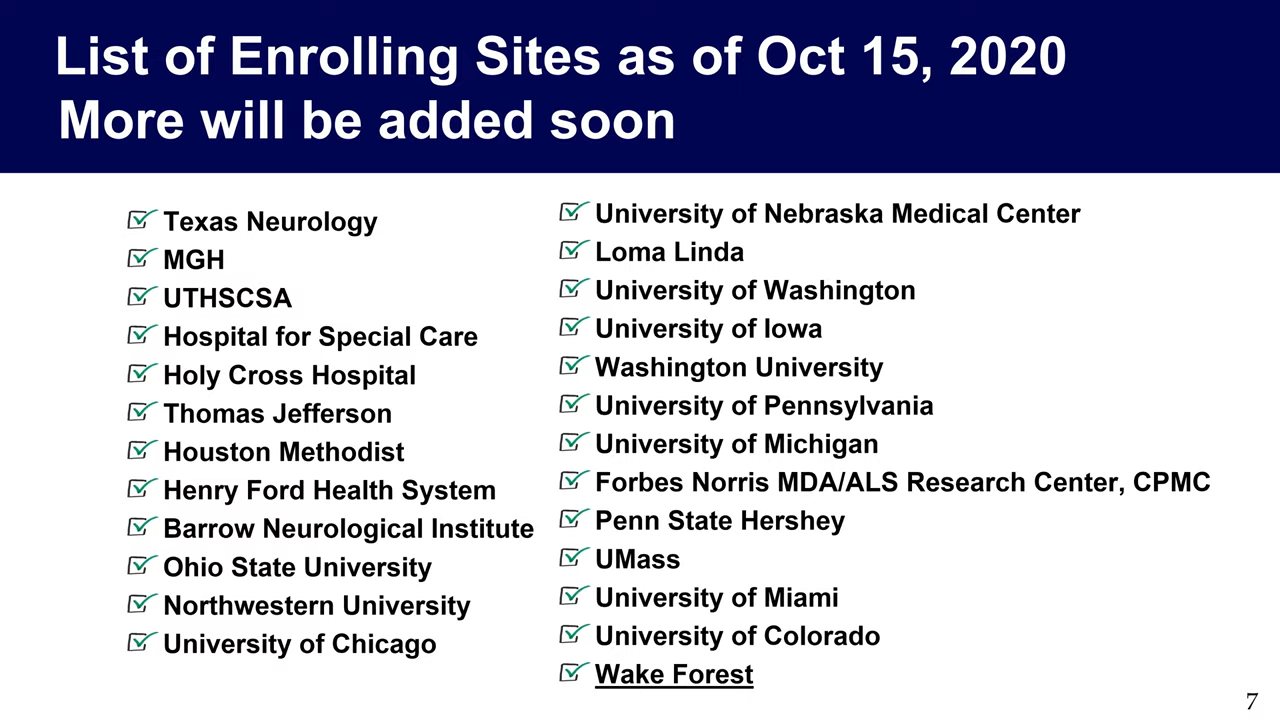 List of Enrolling Sites as of Oct 15, 2020
More will be added soon
Texas Neurology
MGH
UTHSCSA
Hospital for Special Care
Holy Cross Hospital
Thomas Jefferson
Houston Methodist
Henry Ford Health System
Barrow Neurological Institute
Ohio State University
Northwestern University
University of Chicago
University of Nebraska Medical Center
Loma Linda
University of Washington
University of Iowa
Washington University
University of Pennsylvania
University of Michigan
Forbes Norris MDA/ALS Research Center, CPMC
Penn State Hershey
UMass
University of Miami
University of Colorado
Wake Forest
7